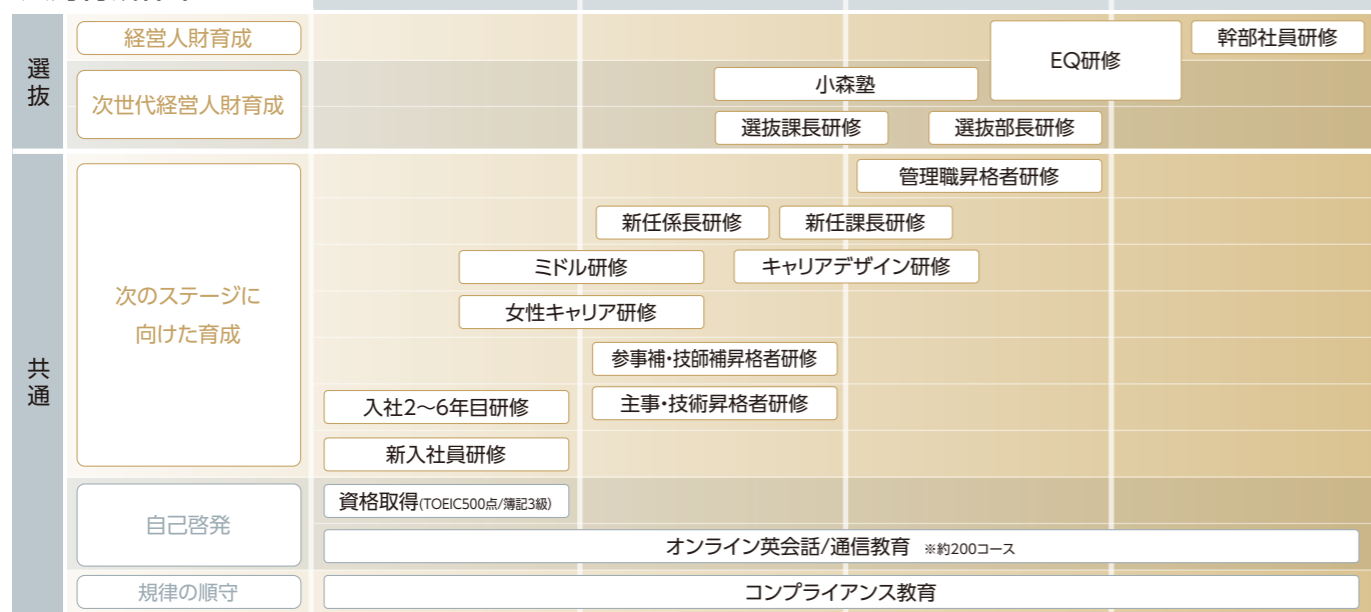 選抜
経営人財育成
幹部社員研修
EQ研修
次世代経営人財育成
小森塾
選抜課長研修
選抜部長研修
共通
次のステージに
向けた育成
管理職昇格者研修
新任係長研修
新任課長研修
ミドル研修
キャリアデザイン研修
女性キャリア研修
参事補・技師補昇格者研修
入社2〜6年目研修
主事・技術昇格者研修
新入社員研修
自己啓発
資格取得(TOEIC500点/簿記3級)
オンライン英会話/通信教育 ※約200コース
規律の順守
コンプライアンス教育